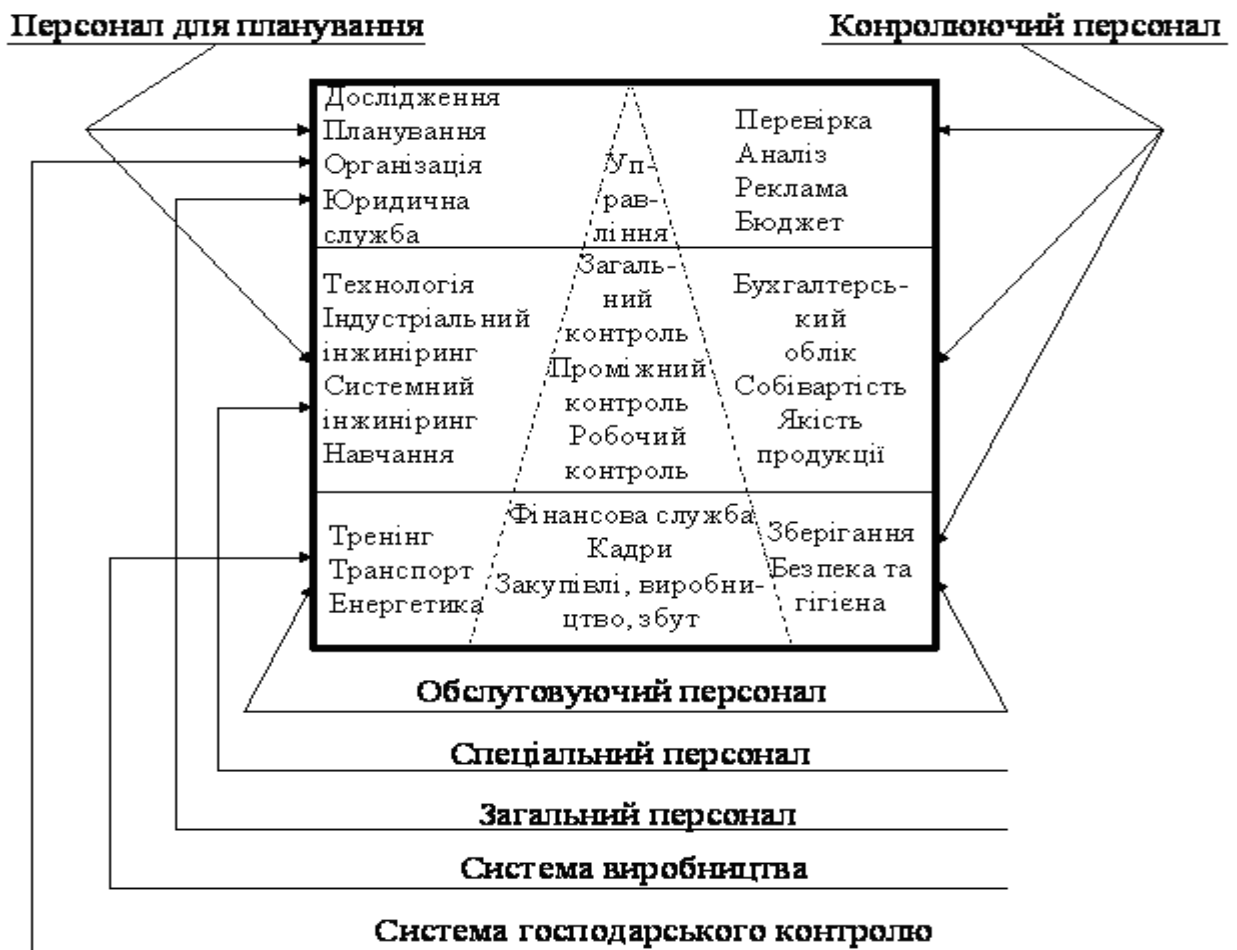 Персонал для планування
Конролюючий персонал
Дослідження
Планування
Організація
Юридична
служба
Уп-
рав-
ління
Перевірка
Аналіз
Реклама
Бюджет
Технологія
Індустріальний
інжиніринг
Системний
інжиніринг
Навчання
Загаль-
ний
контроль
Проміжний
контроль
Робочий
контроль
Бухгалтерсь-
кий
облік
Собівартість
Якість
продукції
Тренінг
Транспорт
Енергетика
Фінансова служба
Кадри
Закупівлі, виробни-
цтво, збут
Зберігання
Безпека та
гігієна
Обслуговуючий персонал
Спеціальний персонал
Загальний персонал
Система виробництва
Система господарського контролю